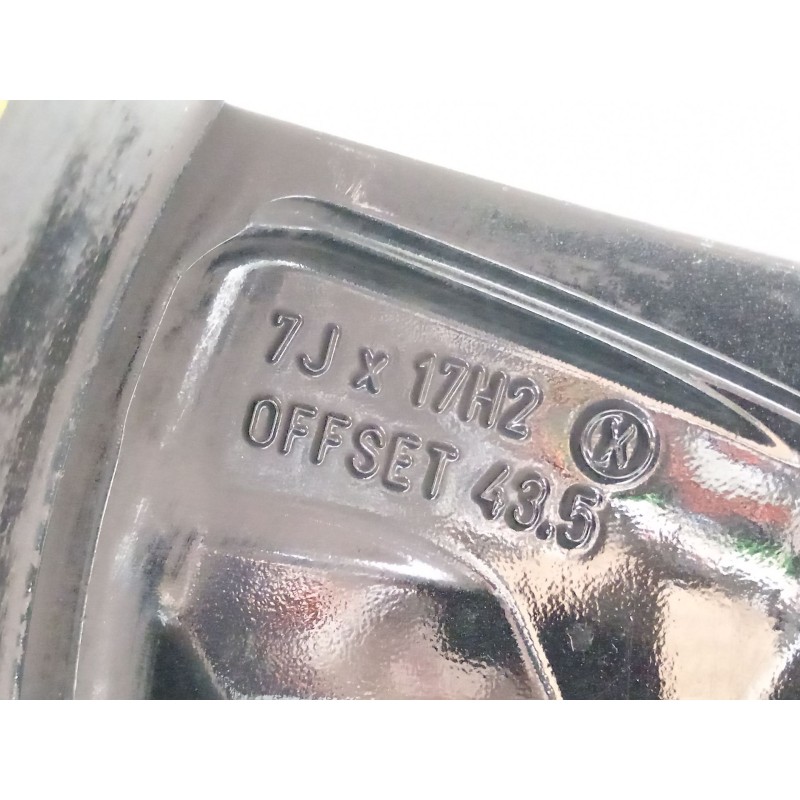 7J x 17H2 K
OFFSET 43.5